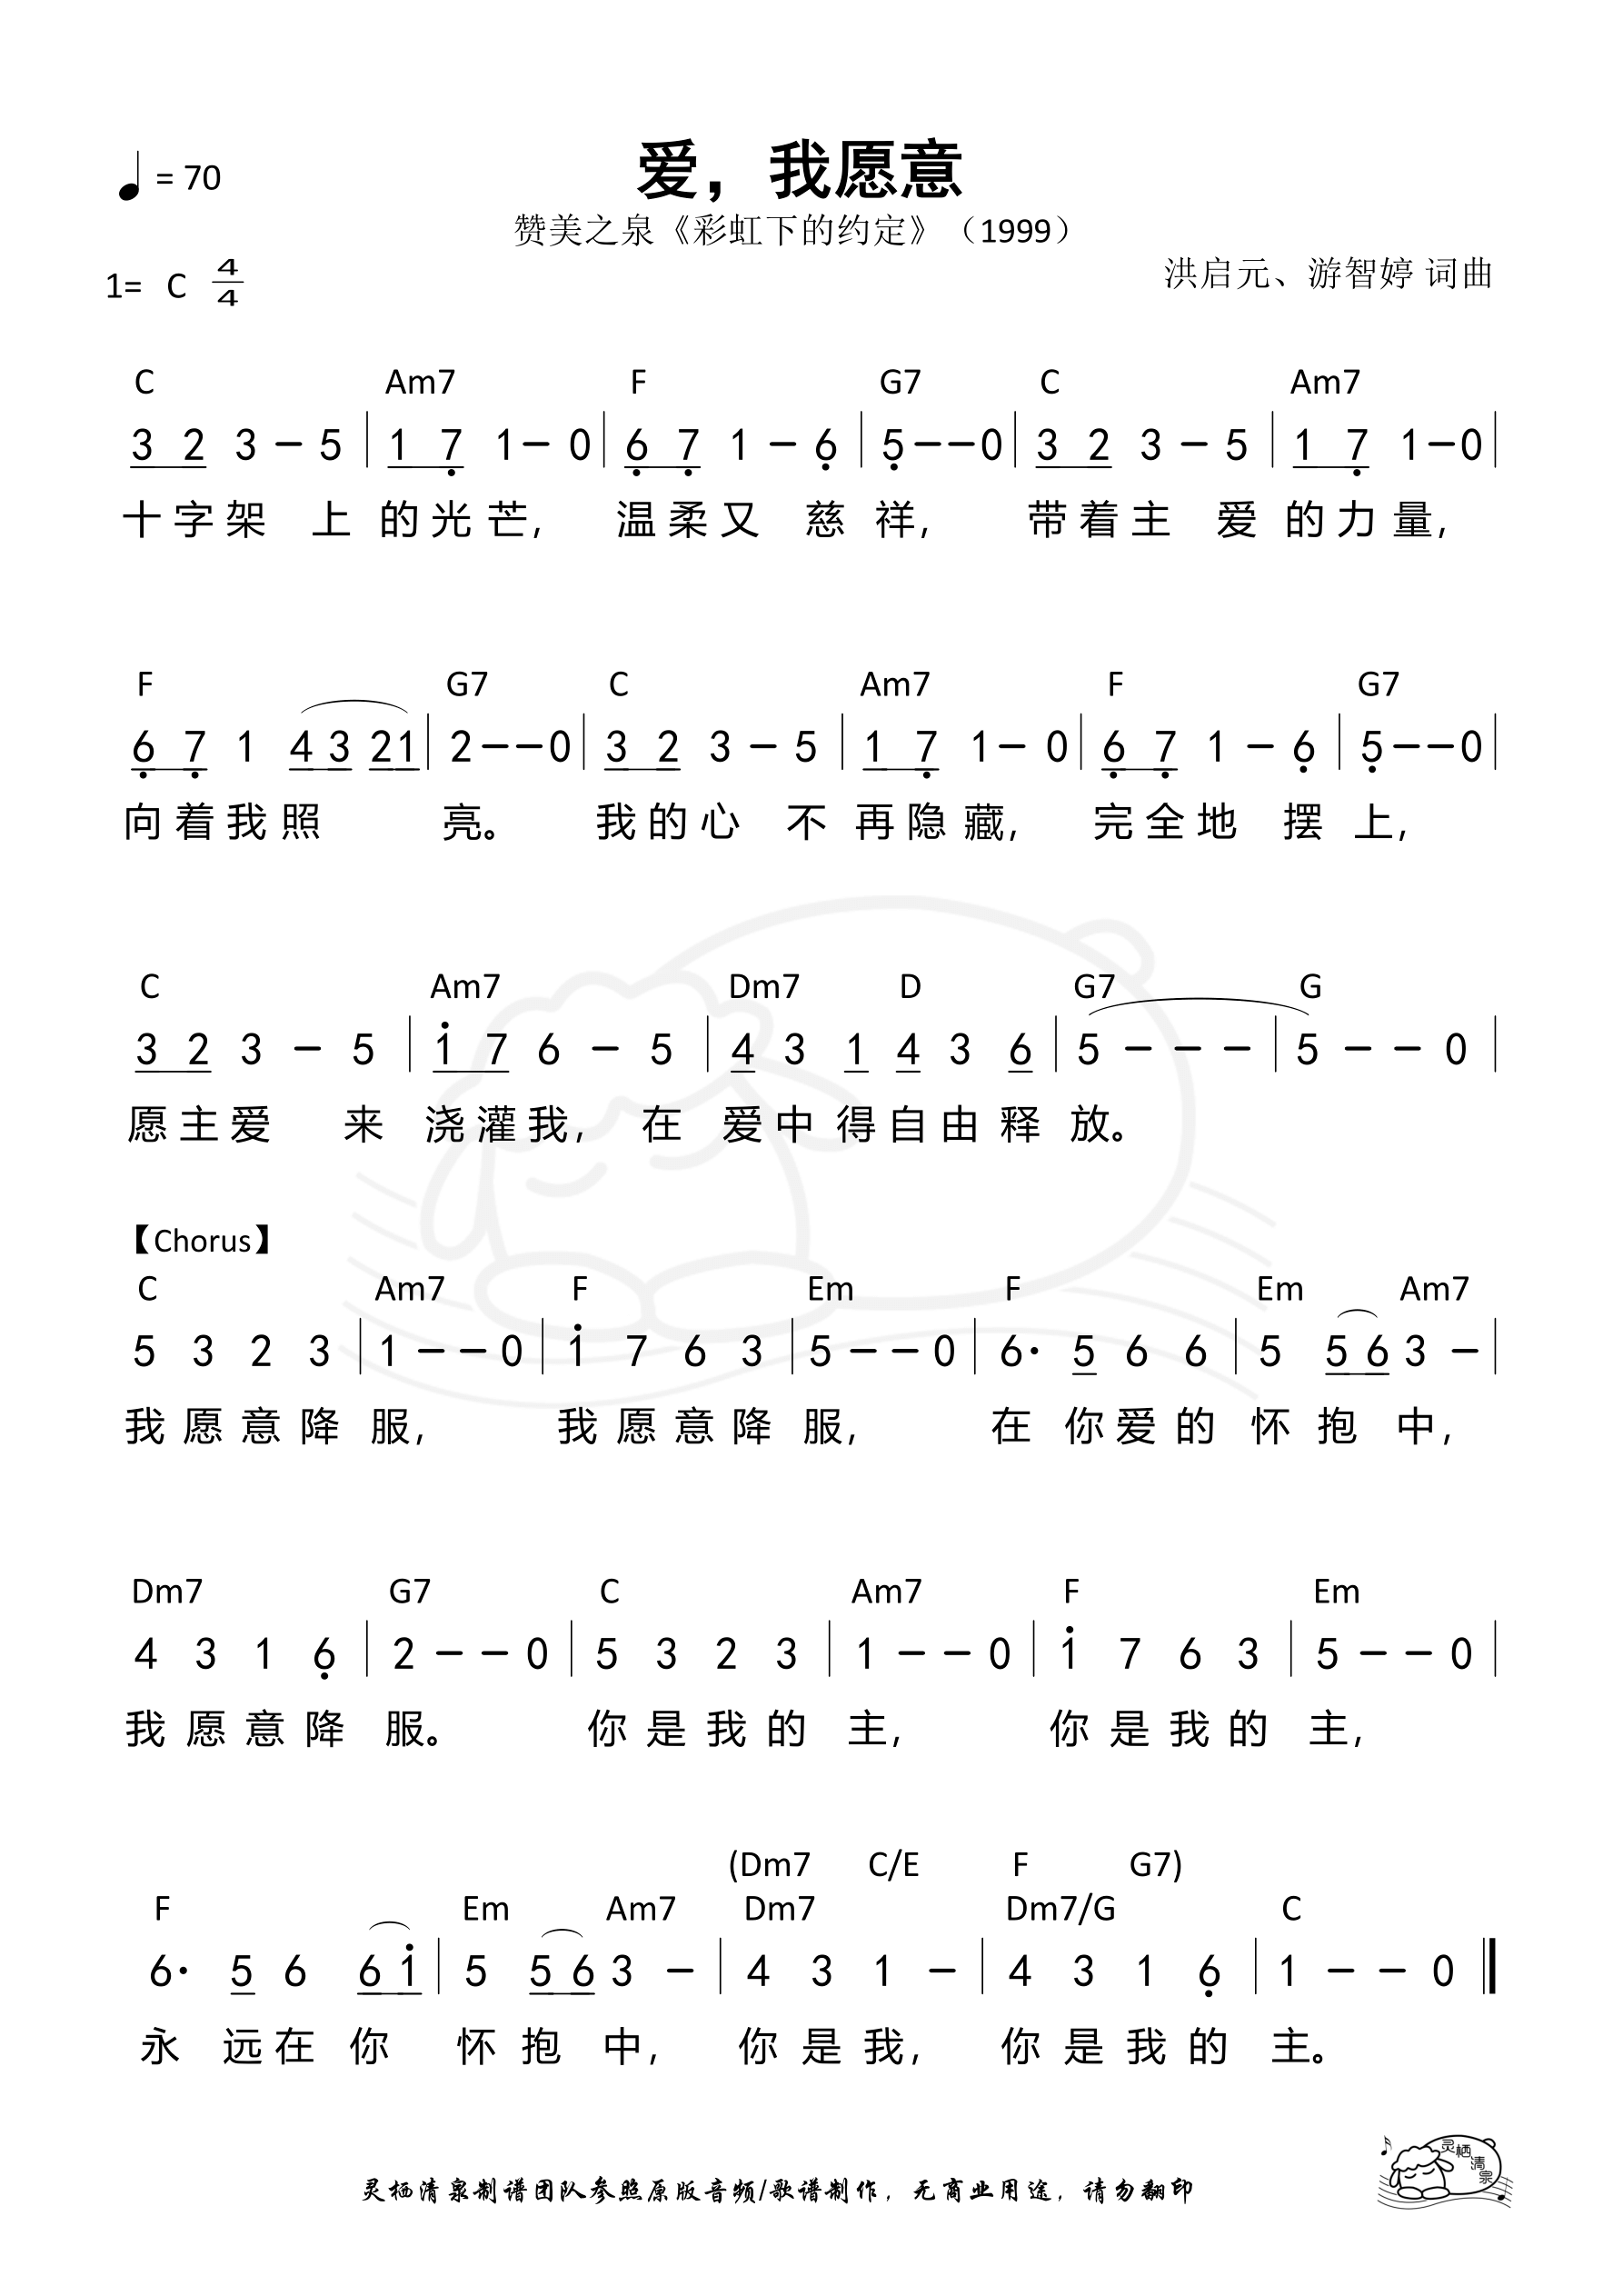 爱，我愿意
♩ = 70
赞美之泉《彩虹下的约定》（1999）
1= C 4/4
洪启元、游智婷 词曲
C Am7 F G7 C Am7
3 2 3 – 5 | 1 7̣ 1 – 0 | 6̣ 7̣ 1 – 6̣ | 5̣ – – 0 | 3 2 3 – 5 | 1 7̣ 1 – 0 |
十字架 上 的光芒， 温柔又 慈 祥， 带着主 爱 的力量，
F G7 C Am7 F G7
6̣ 7̣ 1 4 3 2 1 | 2 – – 0 | 3 2 3 – 5 | 1 7̣ 1 – 0 | 6̣ 7̣ 1 – 6̣ | 5̣ – – 0 |
向着我照 亮。 我的心 不 再隐藏， 完全地 摆 上，
C Am7 Dm7 D G7 G
3 2 3 – 5 | 1̇ 7 6 – 5 | 4 3 1 4 3 6 | 5 – – – | 5 – – 0 |
愿主爱 来 浇灌我， 在 爱中得自由释 放。
【Chorus】
C Am7 F Em F Em Am7
5 3 2 3 | 1 – – 0 | 1̇ 7 6 3 | 5 – – 0 | 6· 5 6 6 | 5 5 6 3 – |
我愿意降 服， 我愿意降 服， 在 你爱的 怀抱 中，
Dm7 G7 C Am7 F Em
4 3 1 6̣ | 2 – – 0 | 5 3 2 3 | 1 – – 0 | 1̇ 7 6 3 | 5 – – 0 |
我愿意降 服。 你是我的 主， 你是我的 主，
(Dm7 C/E F G7)
F Em Am7 Dm7 Dm7/G C
6· 5 6 6 1̇ | 5 5 6 3 – | 4 3 1 – | 4 3 1 6̣ | 1 – – 0 ‖
永 远在 你 怀抱 中， 你是我， 你是我的 主。
灵栖清泉
灵栖清泉制谱团队参照原版音频/歌谱制作，无商业用途，请勿翻印